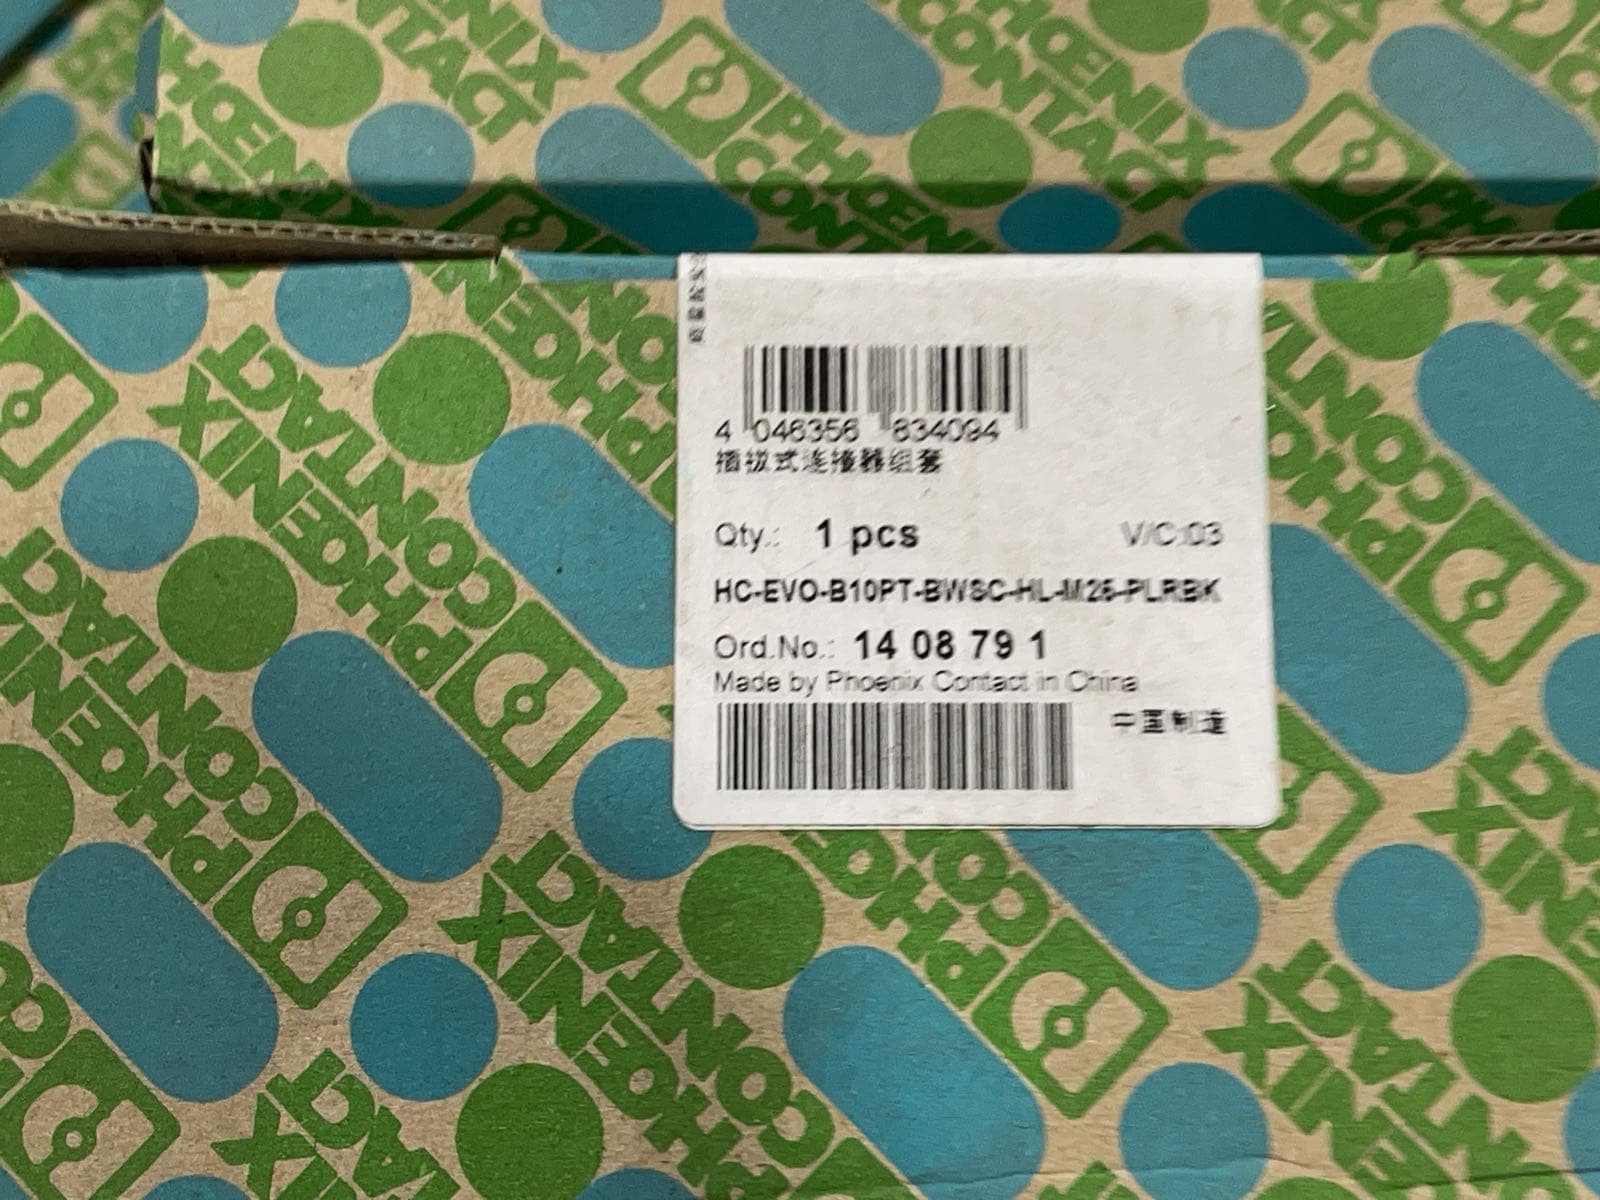 PHŒNIX
CONTACT
4 046356 834094
插拔式连接器组套
Qty.: 1 pcs V/C:03
HC-EVO-B10PT-BWSC-HL-M25-PLRBK
Ord.No.: 14 08 79 1
Made by Phoenix Contact in China
中国制造